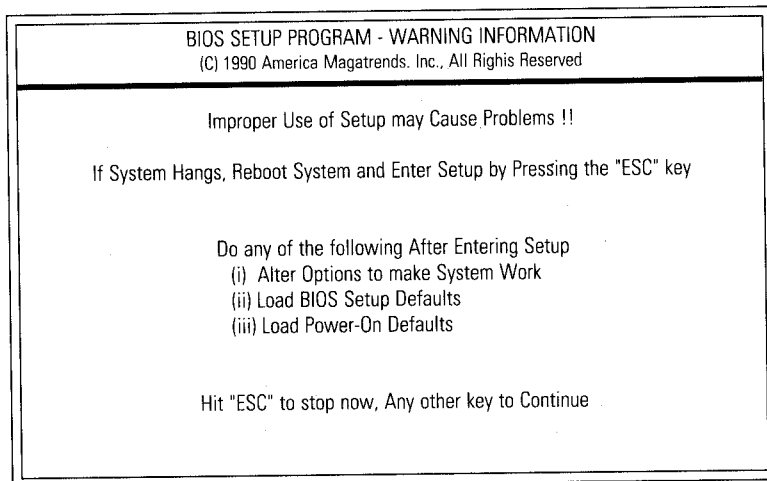 BIOS SETUP PROGRAM - WARNING INFORMATION
(C) 1990 America Magatrends. Inc., All Righis Reserved
Improper Use of Setup may Cause Problems !!
If System Hangs, Reboot System and Enter Setup by Pressing the "ESC" key
Do any of the following After Entering Setup
(i) Alter Options to make System Work
(ii) Load BIOS Setup Defaults
(iii) Load Power-On Defaults
Hit "ESC" to stop now, Any other key to Continue